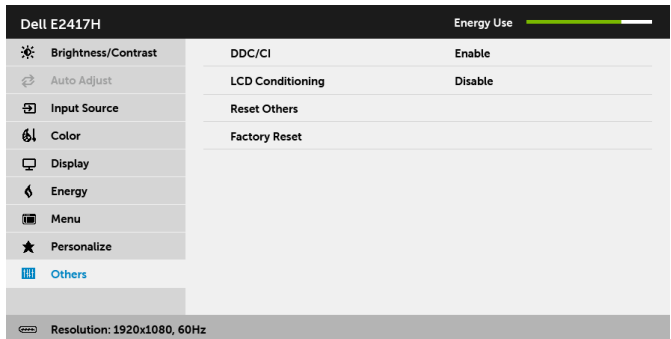 Dell E2417H Energy Use
Brightness/Contrast DDC/CI Enable
Auto Adjust LCD Conditioning Disable
Input Source Reset Others
Color Factory Reset
Display
Energy
Menu
Personalize
Others
Resolution: 1920x1080, 60Hz